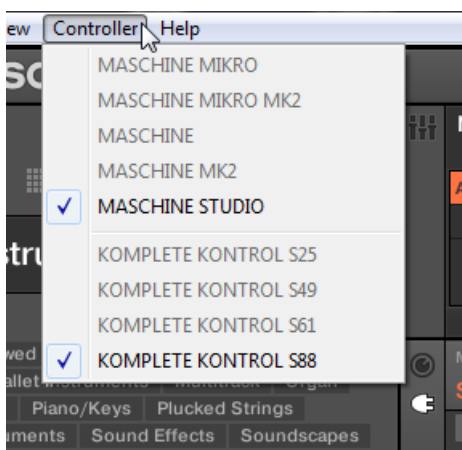 Controller Help
MASCHINE MIKRO
MASCHINE MIKRO MK2
MASCHINE
MASCHINE MK2
MASCHINE STUDIO
KOMPLETE KONTROL S25
KOMPLETE KONTROL S49
KOMPLETE KONTROL S61
KOMPLETE KONTROL S88
Piano/Keys Plucked Strings
Sound Effects Soundscapes